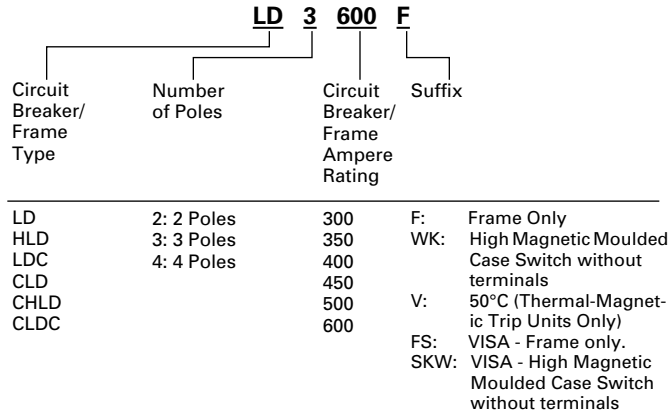 LD 3 600 F
Circuit Breaker/ Frame Type
Number of Poles
Circuit Breaker/ Frame Ampere Rating
Suffix
LD 2: 2 Poles 300 F: Frame Only
HLD 3: 3 Poles 350 WK: High Magnetic Moulded
LDC 4: 4 Poles 400 Case Switch without
CLD 450 terminals
CHLD 500 V: 50°C (Thermal-Magnet-
CLDC 600 ic Trip Units Only)
FS: VISA - Frame only.
SKW: VISA - High Magnetic
Moulded Case Switch
without terminals